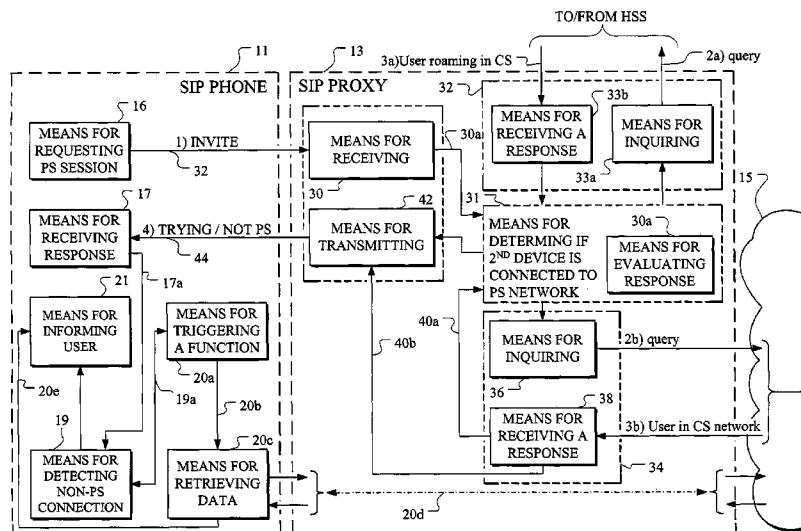 TO/FROM HSS
11
13
3a)User roaming in CS
2a) query
SIP PHONE
SIP PROXY
16
32
33b
MEANS FOR
REQUESTING
PS SESSION
1) INVITE
32
MEANS FOR
RECEIVING
30
30a
MEANS FOR
RECEIVING A
RESPONSE
MEANS FOR
INQUIRING
33a
15
17
MEANS FOR
RECEIVING
RESPONSE
4) TRYING / NOT PS
44
42
MEANS FOR
TRANSMITTING
31
MEANS FOR
DETERMING IF
2ND DEVICE IS
CONNECTED TO
PS NETWORK
30a
MEANS FOR
EVALUATING
RESPONSE
17a
21
MEANS FOR
INFORMING
USER
MEANS FOR
TRIGGERING
A FUNCTION
20a
20e
19a
20b
40b
40a
MEANS FOR
INQUIRING
36
2b) query
19
20c
38
MEANS FOR
DETECTING
NON-PS
CONNECTION
MEANS FOR
RETRIEVING
DATA
MEANS FOR
RECEIVING A
RESPONSE
3b) User in CS network
34
20d